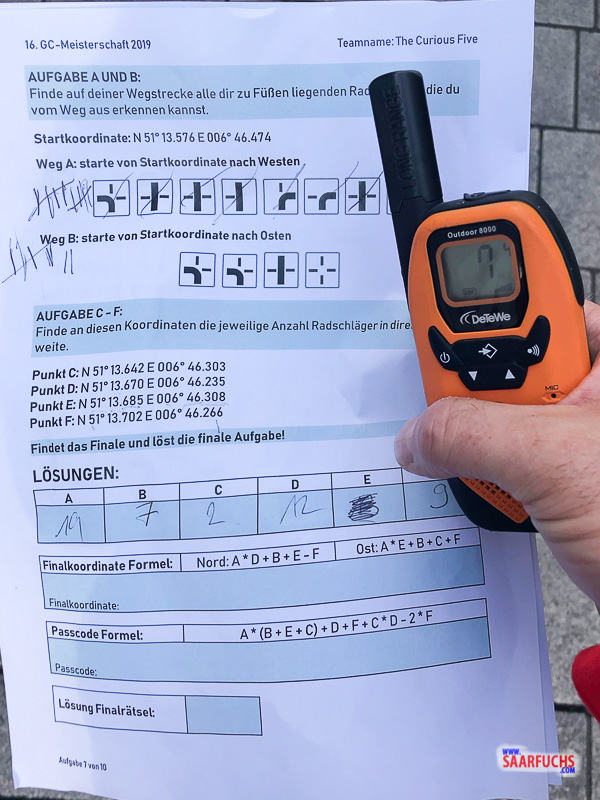 16. GC-Meisterschaft 2019
Teamname: The Curious Five
AUFGABE A UND B:
Finde auf deiner Wegstrecke alle dir zu Füßen liegenden die du
vom Weg aus erkennen kannst.
Startkoordinate: N 51° 13.576 E 006° 46.474
Weg A: starte von Startkoordinate nach Westen
Weg B: starte von Startkoordinate nach Osten
AUFGABE C - F:
Finde an diesen Koordinaten die jeweilige Anzahl Radschläger in
weite.
Punkt C: N 51° 13.642 E 006° 46.303
Punkt D: N 51° 13.670 E 006° 46.235
Punkt E: N 51° 13.685 E 006° 46.308
Punkt F: N 51° 13.702 E 006° 46.266
Findet das Finale und löst die finale Aufgabe!
LÖSUNGEN:
A B C D E
19 7 2 12 9
Finalkoordinate Formel: Nord: A * D + B + E - F Ost: A * E + B + C + F
Finalkoordinate:
Passcode Formel: A * (B + E + C) + D + F + C * D - 2 * F
Passcode:
Lösung Finalrätsel:
Aufgabe 7 von 10
LONG RANGE
Outdoor 8000
7
DeTeWe
MIC
WWW.
SAARFUCHS
.COM